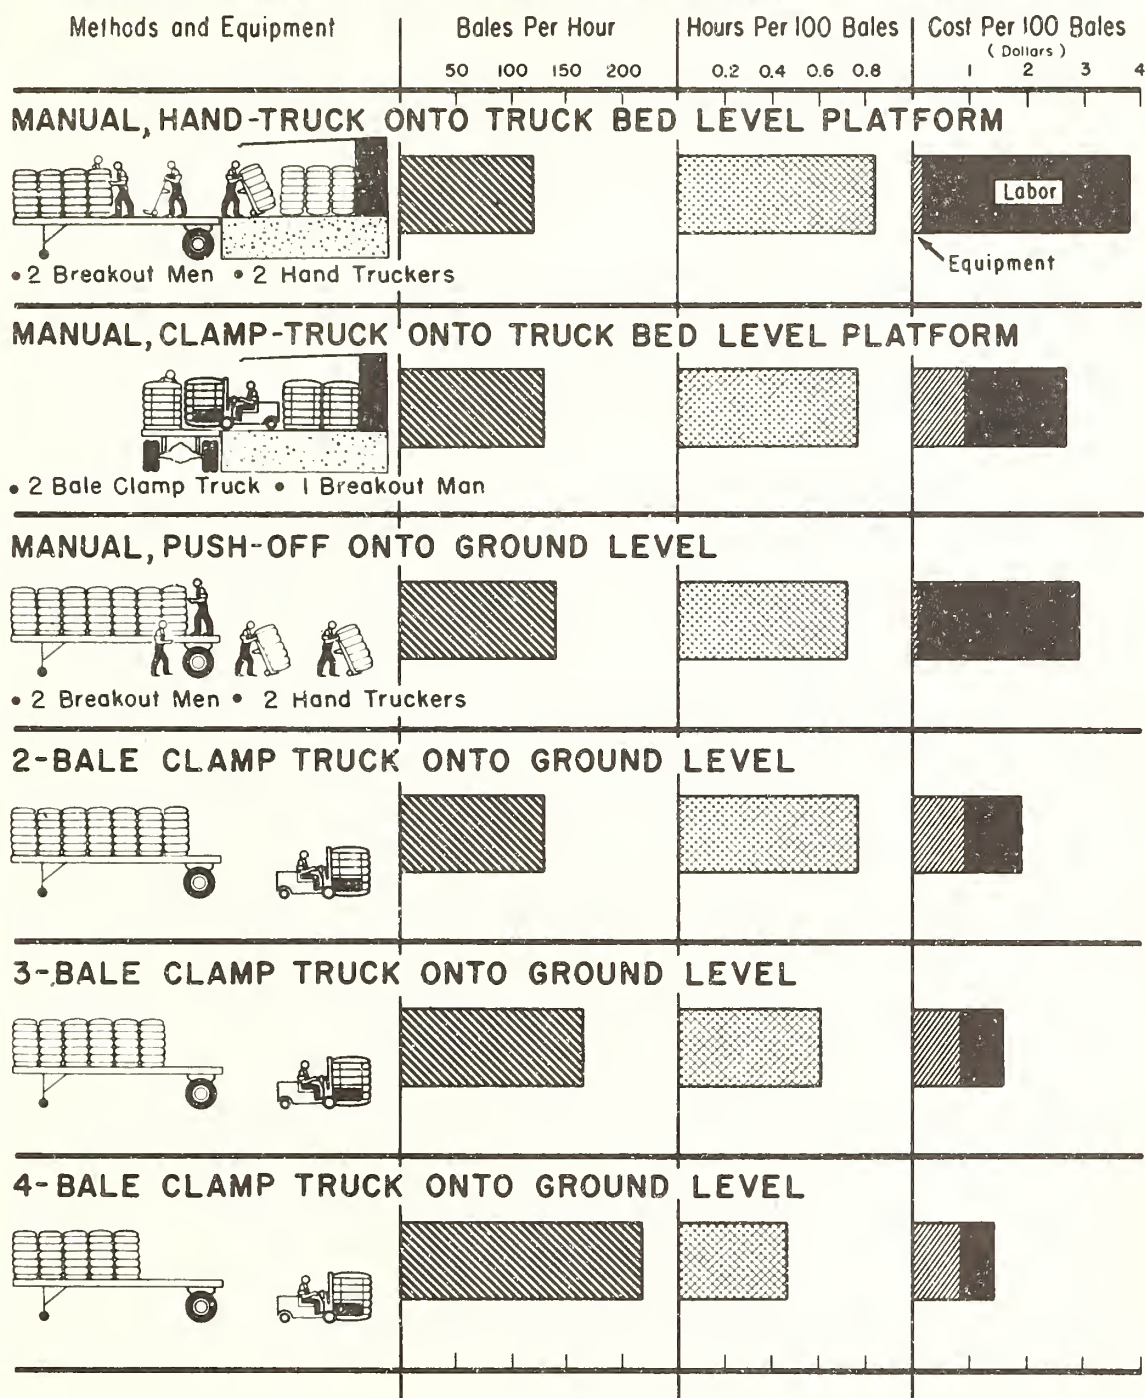 Methods and Equipment
Bales Per Hour
Hours Per 100 Bales
Cost Per 100 Bales
( Dollars )
50 100 150 200
0.2 0.4 0.6 0.8
1 2 3 4
MANUAL, HAND-TRUCK ONTO TRUCK BED LEVEL PLATFORM
Labor
Equipment
• 2 Breakout Men • 2 Hand Truckers
MANUAL, CLAMP-TRUCK ONTO TRUCK BED LEVEL PLATFORM
• 2 Bale Clamp Truck • 1 Breakout Man
MANUAL, PUSH-OFF ONTO GROUND LEVEL
• 2 Breakout Men • 2 Hand Truckers
2-BALE CLAMP TRUCK ONTO GROUND LEVEL
3-BALE CLAMP TRUCK ONTO GROUND LEVEL
4-BALE CLAMP TRUCK ONTO GROUND LEVEL